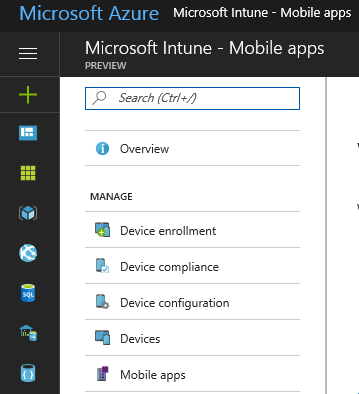 Microsoft Azure Microsoft Intune - Mobile apps
Microsoft Intune - Mobile apps
PREVIEW
Search (Ctrl+/)
Overview
MANAGE
Device enrollment
Device compliance
Device configuration
Devices
SQL
Mobile apps